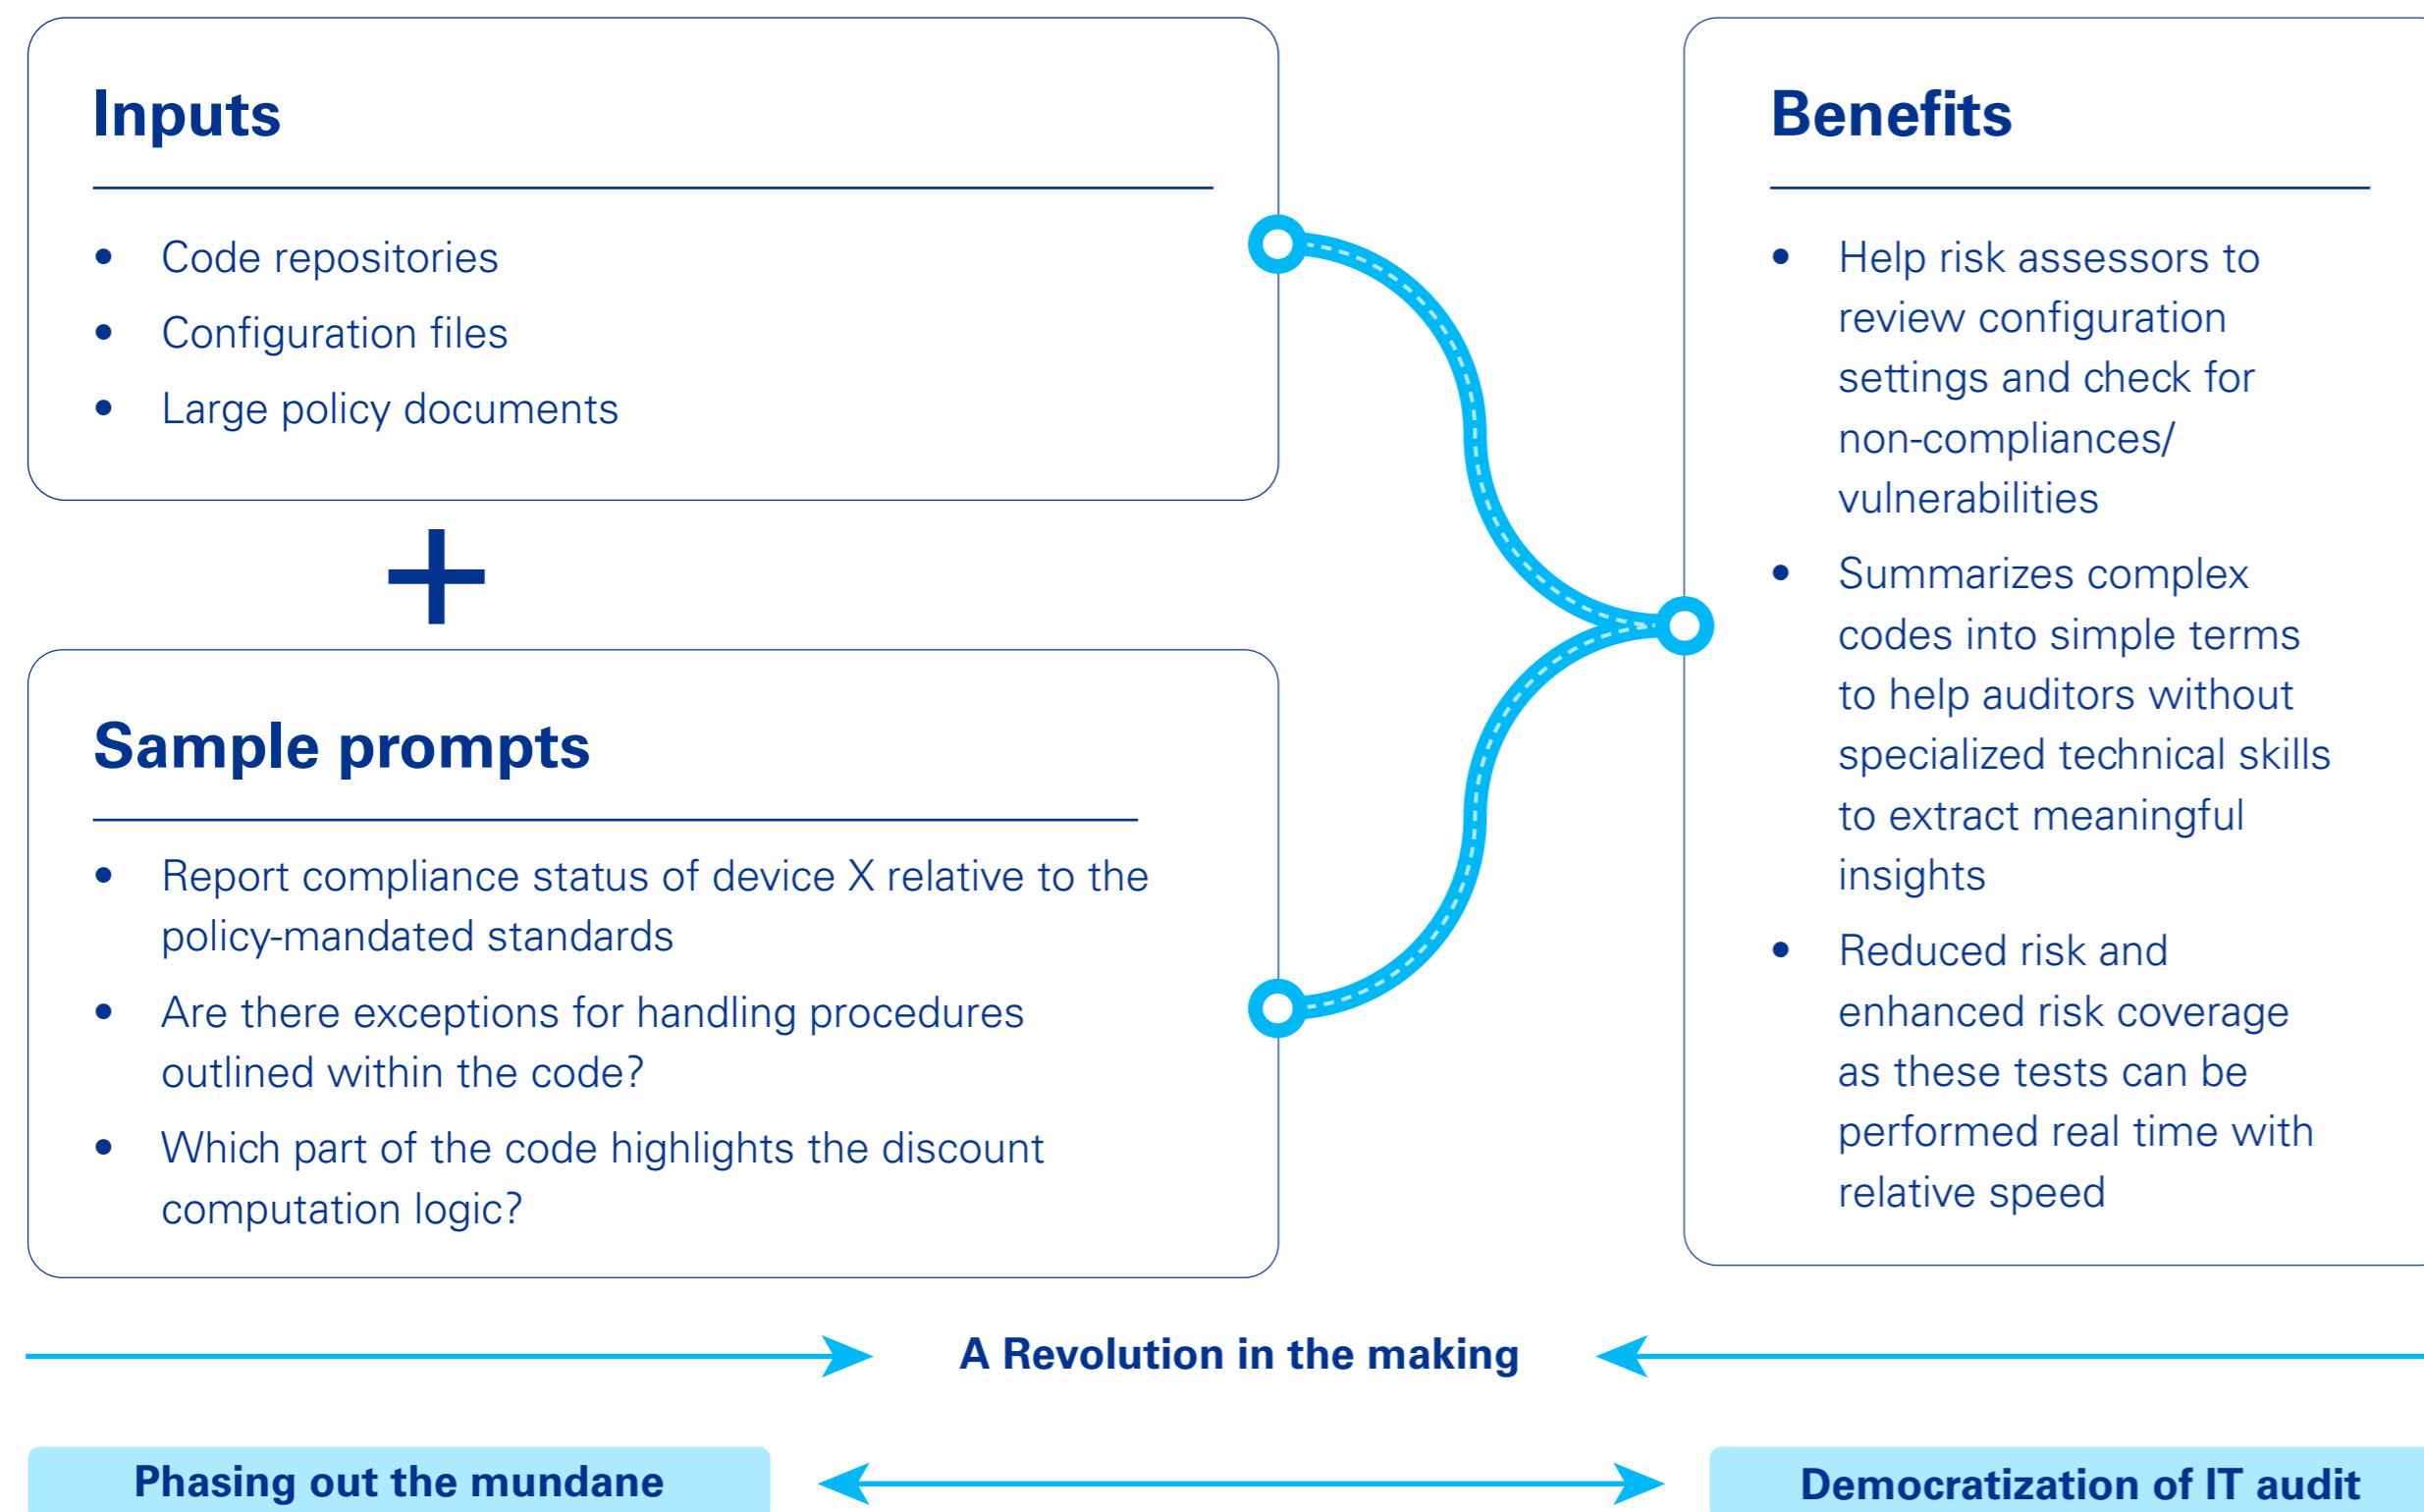 Inputs
• Code repositories
• Configuration files
• Large policy documents
+
Sample prompts
• Report compliance status of device X relative to the
policy-mandated standards
• Are there exceptions for handling procedures
outlined within the code?
• Which part of the code highlights the discount
computation logic?
Benefits
• Help risk assessors to
review configuration
settings and check for
non-compliances/
vulnerabilities
• Summarizes complex
codes into simple terms
to help auditors without
specialized technical skills
to extract meaningful
insights
• Reduced risk and
enhanced risk coverage
as these tests can be
performed real time with
relative speed
A Revolution in the making
Phasing out the mundane
Democratization of IT audit